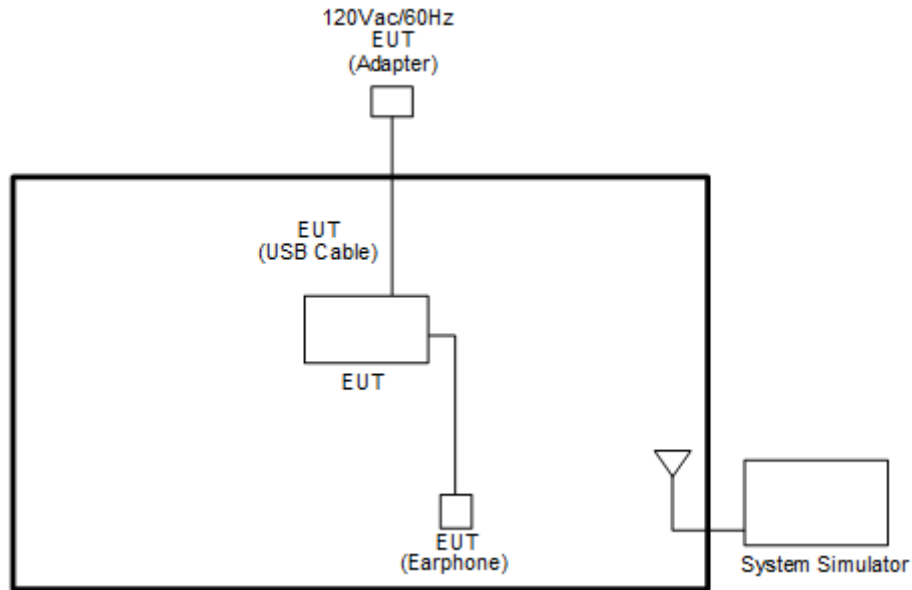 120Vac/60Hz
EUT
(Adapter)
EUT
(USB Cable)
EUT
EUT
(Earphone)
System Simulator